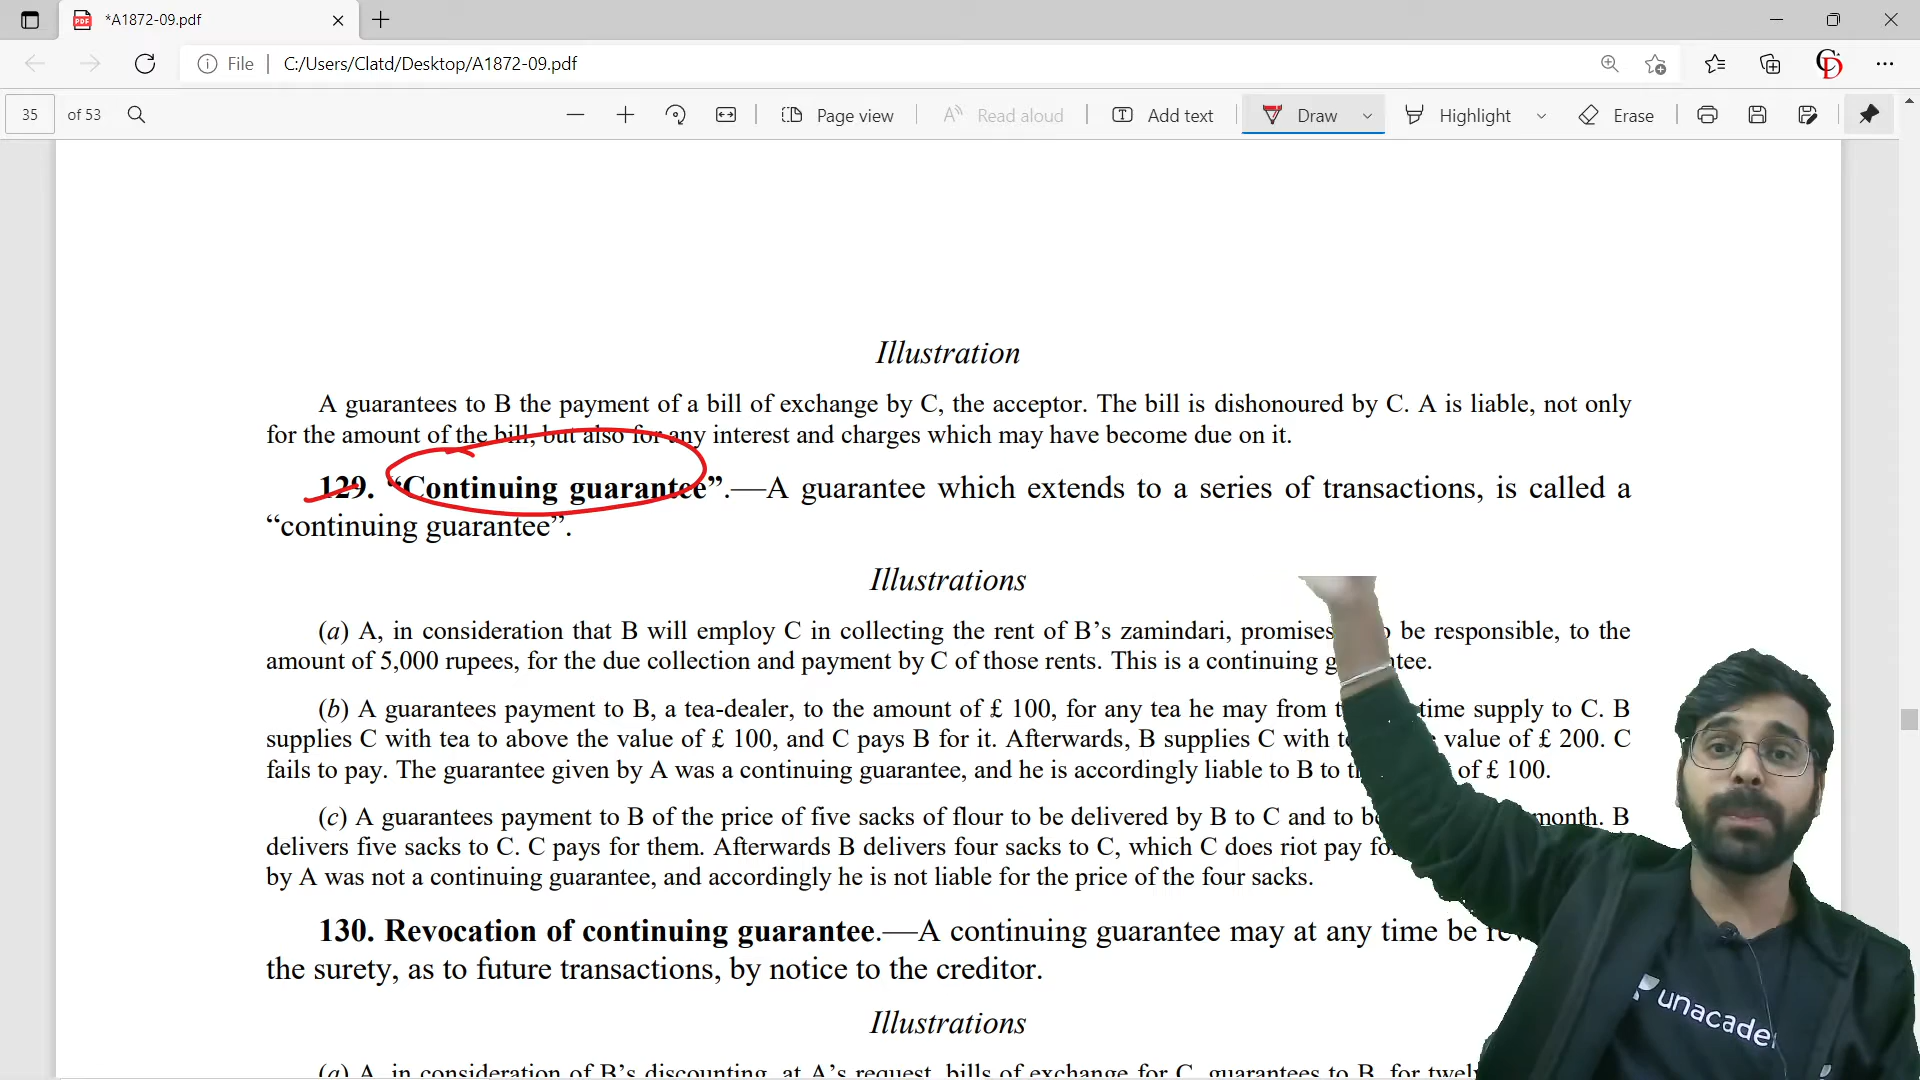 *A1872-09.pdf
File C:/Users/Clatd/Desktop/A1872-09.pdf
35 of 53 Page view Read aloud Add text Draw Highlight Erase
Illustration
A guarantees to B the payment of a bill of exchange by C, the acceptor. The bill is dishonoured by C. A is liable, not only
for the amount of the bill, but also for any interest and charges which may have become due on it.
129. “Continuing guarantee”.—A guarantee which extends to a series of transactions, is called a
“continuing guarantee”.
Illustrations
(a) A, in consideration that B will employ C in collecting the rent of B’s zamindari, promises be responsible, to the
amount of 5,000 rupees, for the due collection and payment by C of those rents. This is a continuing
(b) A guarantees payment to B, a tea-dealer, to the amount of £ 100, for any tea he may from time supply to C. B
supplies C with tea to above the value of £ 100, and C pays B for it. Afterwards, B supplies C with value of £ 200. C
fails to pay. The guarantee given by A was a continuing guarantee, and he is accordingly liable to B to of £ 100.
(c) A guarantees payment to B of the price of five sacks of flour to be delivered by B to C and to month. B
delivers five sacks to C. C pays for them. Afterwards B delivers four sacks to C, which C does riot pay
by A was not a continuing guarantee, and accordingly he is not liable for the price of the four sacks.
130. Revocation of continuing guarantee.—A continuing guarantee may at any time be
the surety, as to future transactions, by notice to the creditor.
Illustrations
(a) A, in consideration of B’s discounting, at A’s request, bills of exchange for C, guarantees to B, for
unacade